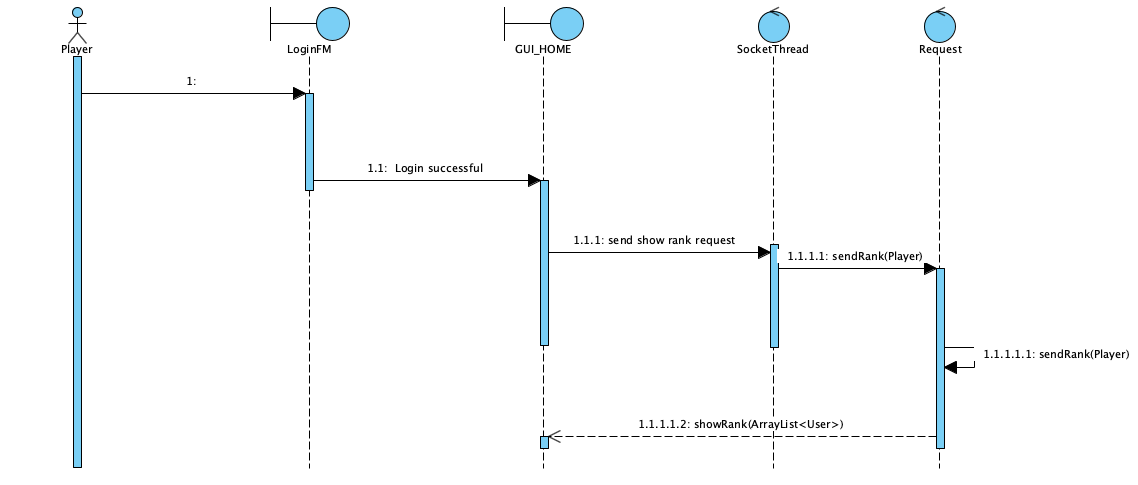 Player
LoginFM
GUI_HOME
SocketThread
Request
1:
1.1:  Login successful
1.1.1: send show rank request
1.1.1.1: sendRank(Player)
1.1.1.1.1: sendRank(Player)
1.1.1.1.2: showRank(ArrayList<User>)